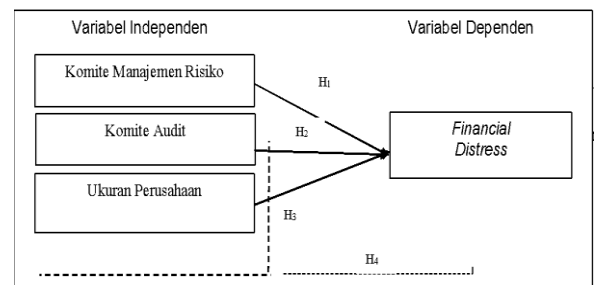 Variabel Independen
Variabel Dependen
Komite Manajemen Risiko
H1
Komite Audit
H2
Financial
Distress
Ukuran Perusahaan
H3
H4